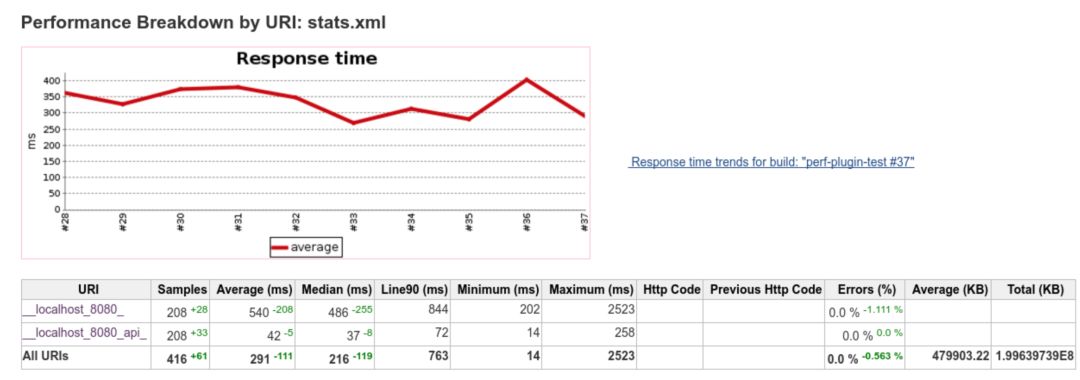 Performance Breakdown by URI: stats.xml
Response time
ms
400
350
300
250
200
150
100
50
0
#28 #29 #30 #31 #32 #33 #34 #35 #36 #37
average
Response time trends for build: "perf-plugin-test #37"
URI Samples Average (ms) Median (ms) Line90 (ms) Minimum (ms) Maximum (ms) Http Code Previous Http Code Errors (%) Average (KB) Total (KB)
__localhost_8080_ 208 +28 540 -208 486 -255 844 202 2523 0.0 % -1.111 %
__localhost_8080_api_ 208 +33 42 -5 37 -8 72 14 258 0.0 % 0.0 %
All URIs 416 +61 291 -111 216 -119 763 14 2523 0.0 % -0.563 % 479903.22 1.99639739E8